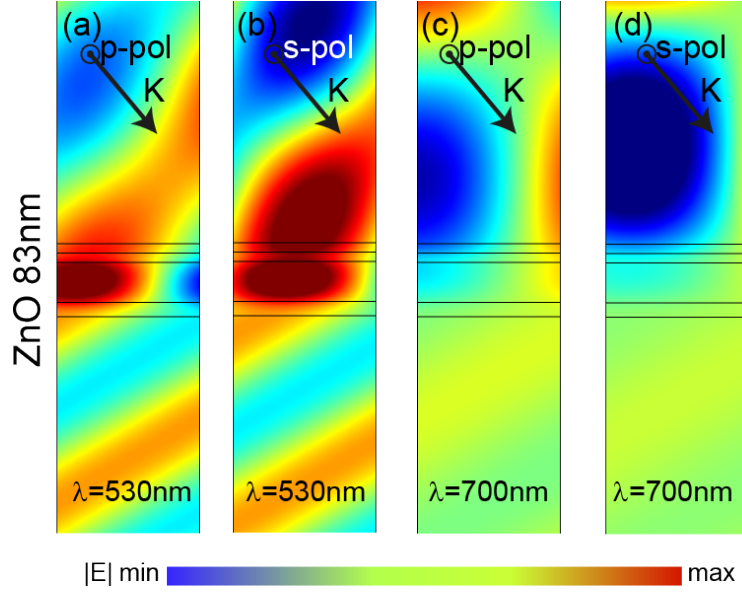 (a) (b) (c) (d)
p-pol s-pol p-pol s-pol
K K K K
ZnO 83nm
λ=530nm λ=530nm λ=700nm λ=700nm
|E| min max